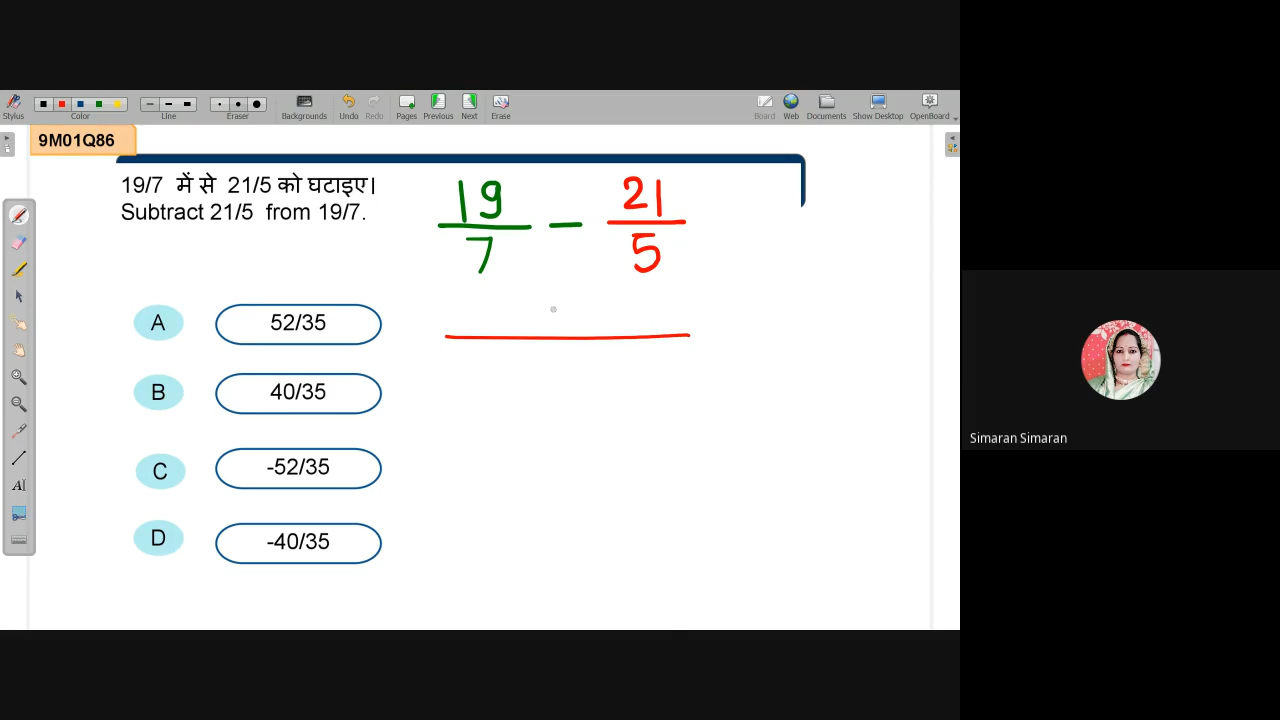 Stylus
Color
Line
Eraser
Backgrounds
Undo
Redo
Pages
Previous
Next
Erase
Board
Web
Documents
Show Desktop
OpenBoard
9M01Q86
19/7 में से 21/5 को घटाइए।
Subtract 21/5 from 19/7.
19/7 - 21/5
A 52/35
B 40/35
C -52/35
D -40/35
Simaran Simaran